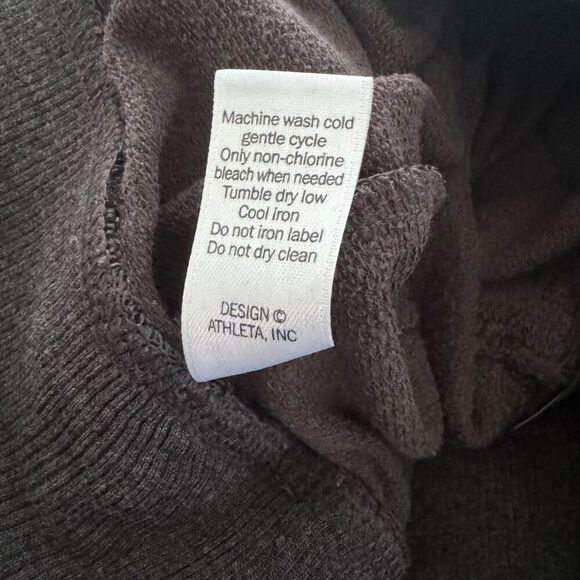 Machine wash cold
gentle cycle
Only non-chlorine
bleach when needed
Tumble dry low
Cool iron
Do not iron label
Do not dry clean
DESIGN ©
ATHLETA, INC